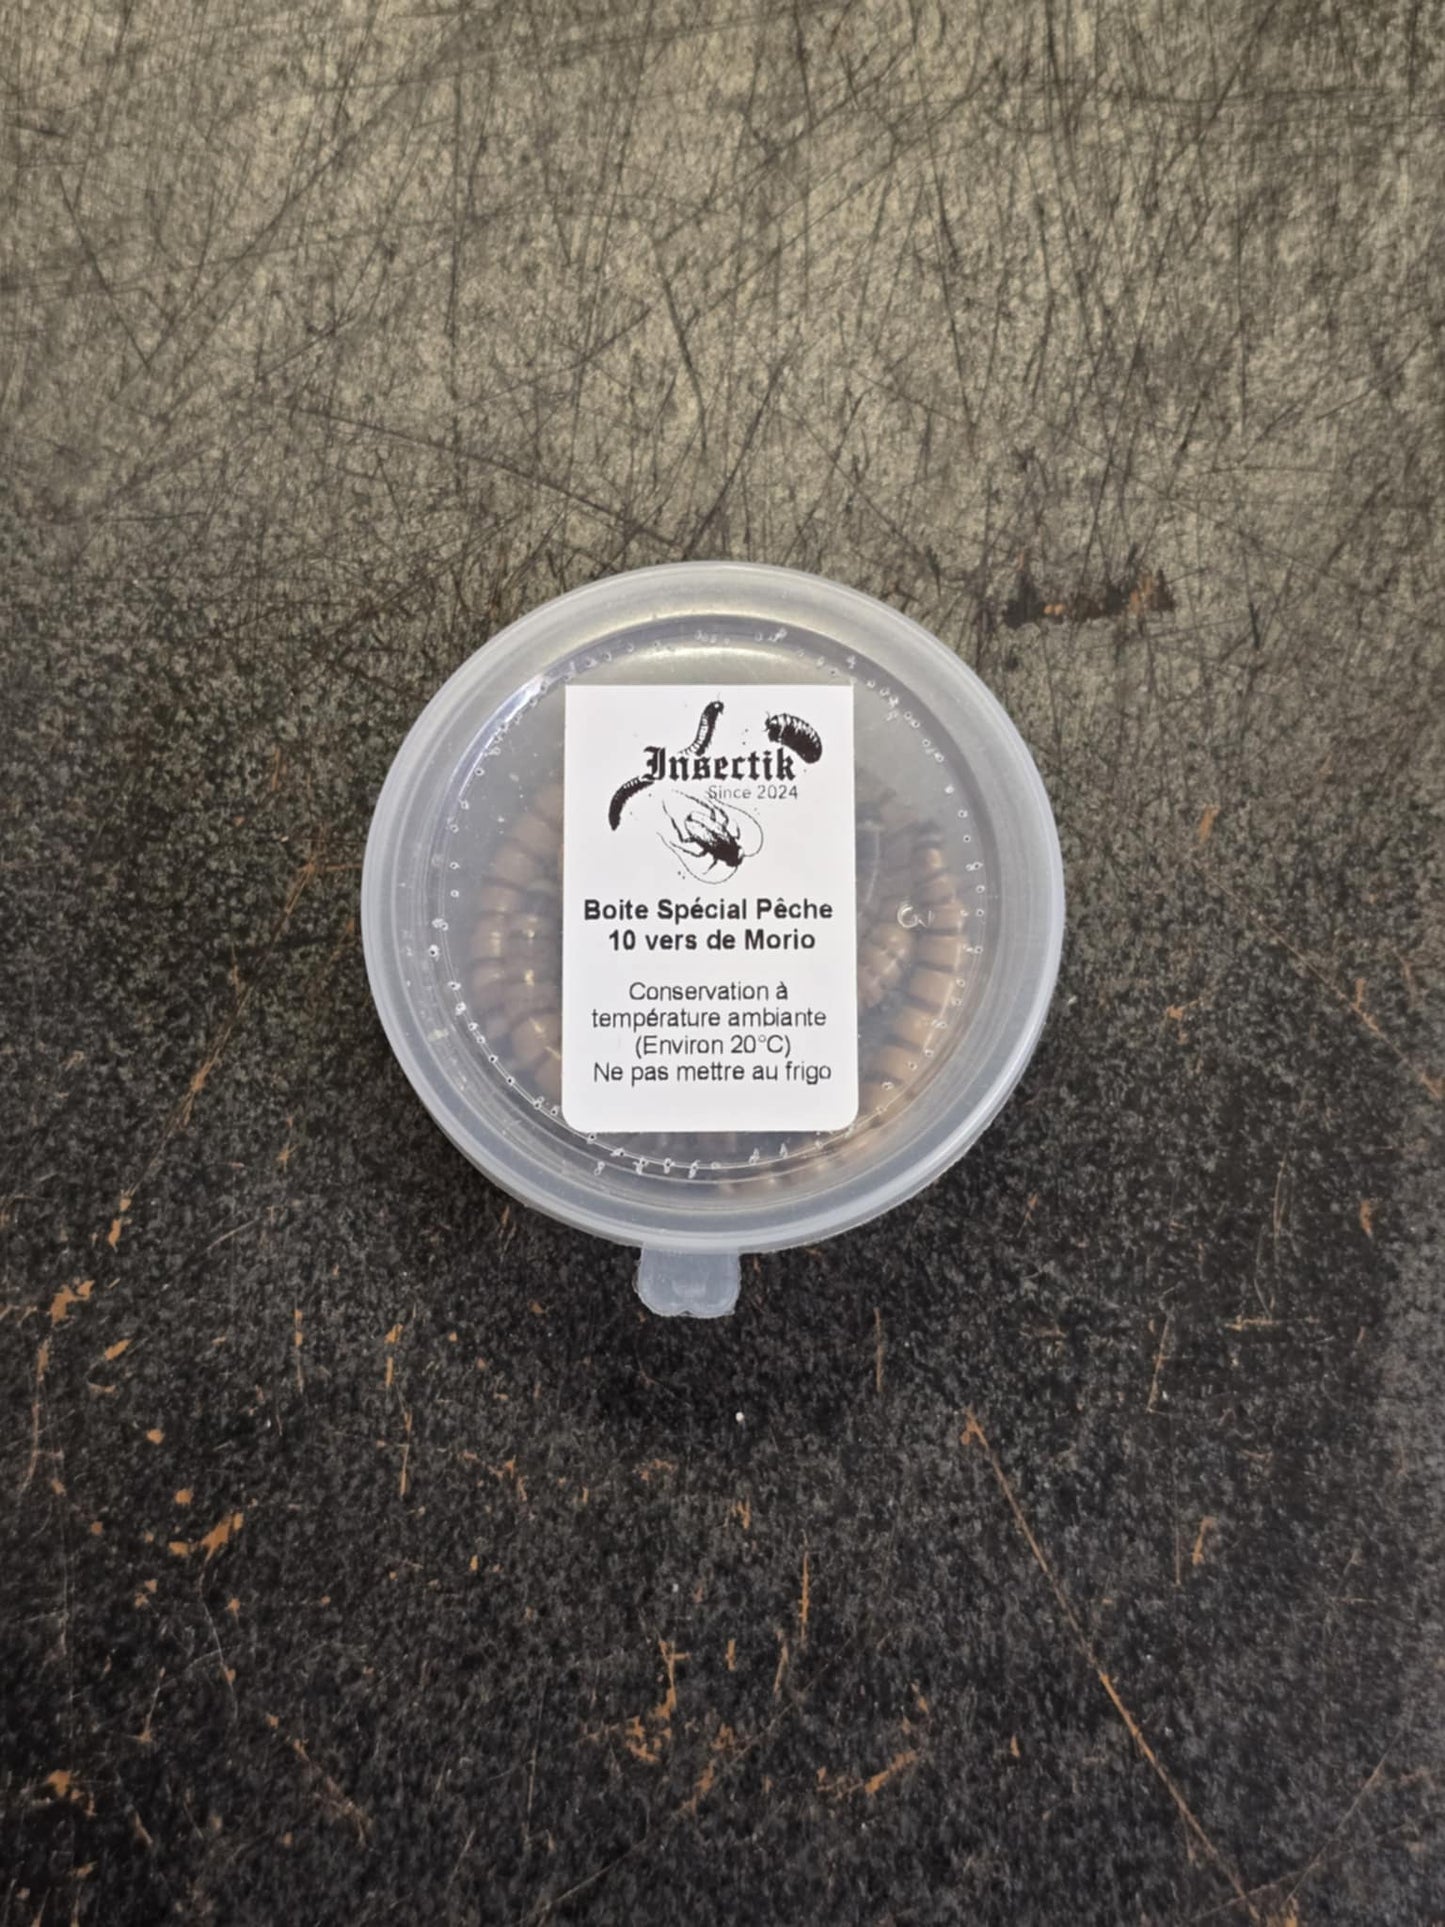 Insectik
Since 2024
Boite Spécial Pêche
10 vers de Morio
Conservation à
température ambiante
(Environ 20°C)
Ne pas mettre au frigo